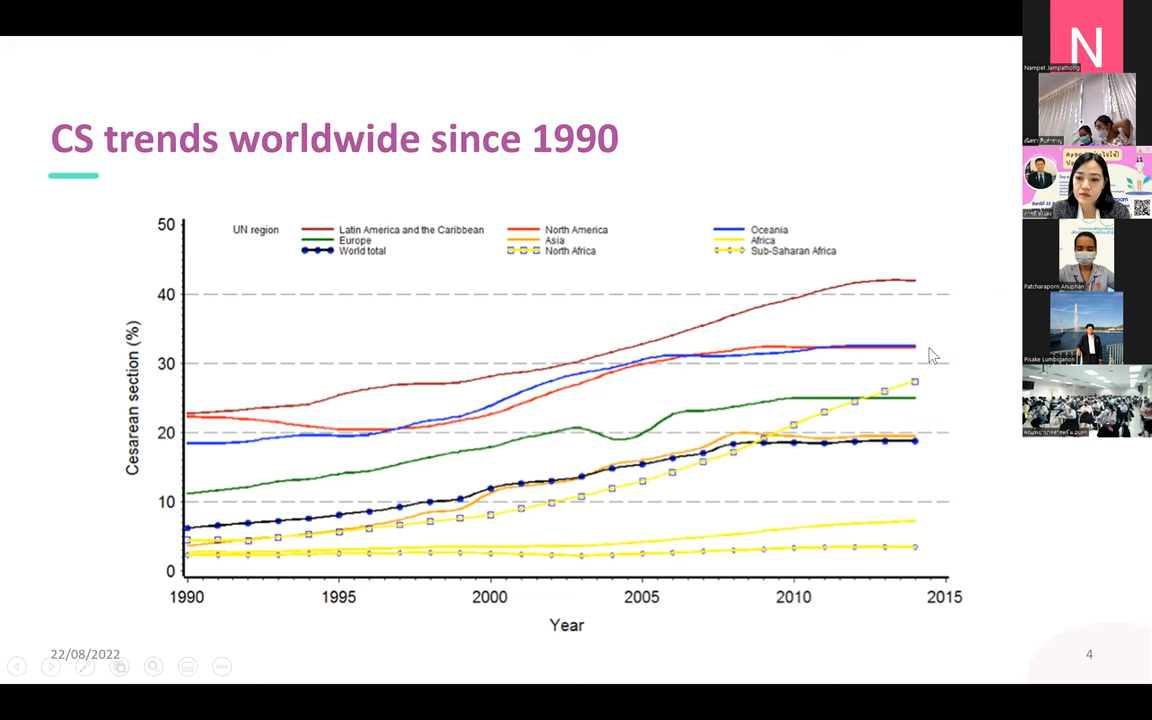 CS trends worldwide since 1990
UN region
Latin America and the Caribbean
North America
Oceania
Europe
Asia
Africa
World total
North Africa
Sub-Saharan Africa
Cesarean section (%)
50
40
30
20
10
0
1990
1995
2000
2005
2010
2015
Year
22/08/2022
4
N
Nampet Jampathong
Patcharaporn Anuphan
Pisake Lumbiganon